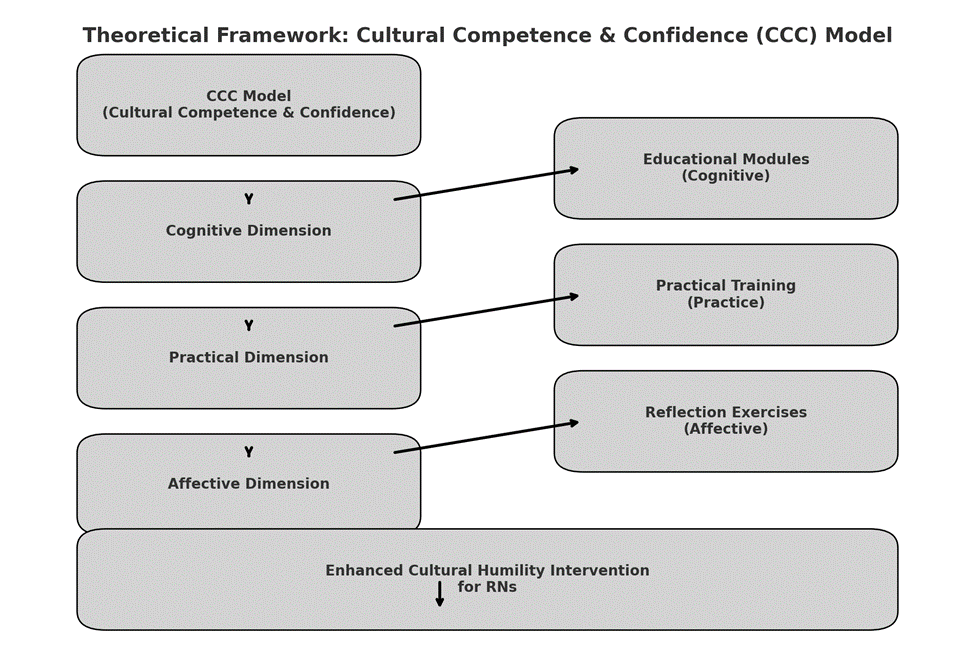 Theoretical Framework: Cultural Competence & Confidence (CCC) Model
CCC Model
(Cultural Competence & Confidence)
Educational Modules
(Cognitive)
Cognitive Dimension
Practical Training
(Practice)
Practical Dimension
Reflection Exercises
(Affective)
Affective Dimension
Enhanced Cultural Humility Intervention
for RNs